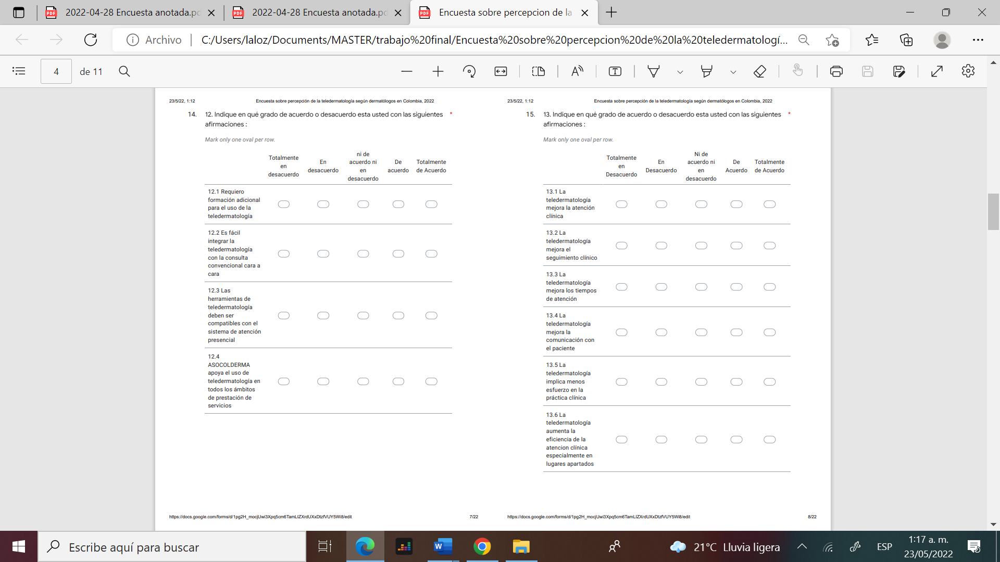 2022-04-28 Encuesta anotada.pd
2022-04-28 Encuesta anotada.pd
Encuesta sobre percepcion de la
Archivo
C:/Users/laloz/Documents/MASTER/trabajo%20final/Encuesta%20sobre%20percepcion%20de%20la%20teledermatologí...
4
de 11
23/5/22, 1:12
Encuesta sobre percepción de la teledermatología según dermatólogos en Colombia, 2022
14.
12. Indique en qué grado de acuerdo o desacuerdo esta usted con las siguientes *
afirmaciones :
Mark only one oval per row.
Totalmente
en
desacuerdo
En
desacuerdo
ni de
acuerdo ni
en
desacuerdo
De
acuerdo
Totalmente
de Acuerdo
12.1 Requiero
formación adicional
para el uso de la
teledermatología
12.2 Es fácil
integrar la
teledermatología
con la consulta
convencional cara a
cara
12.3 Las
herramientas de
teledermatología
deben ser
compatibles con el
sistema de atención
presencial
12.4
ASOCOLDERMA
apoya el uso de
teledermatología en
todos los ámbitos
de prestación de
servicios
https://docs.google.com/forms/d/1pg2H_mocjUwi3Xpq5cm6TamLIZXrdUXxDtzfVUY5Wi8/edit
7/22
23/5/22, 1:12
Encuesta sobre percepción de la teledermatología según dermatólogos en Colombia, 2022
15.
13. Indique en qué grado de acuerdo o desacuerdo esta usted con las siguientes *
afirmaciones :
Mark only one oval per row.
Totalmente
en
Desacuerdo
En
Desacuerdo
Ni de
acuerdo ni
en
desacuerdo
De
Acuerdo
Totalmente
de Acuerdo
13.1 La
teledermatología
mejora la atención
clínica
13.2 La
teledermatología
mejora el
seguimiento clínico
13.3 La
teledermatología
mejora los tiempos
de atención
13.4 La
teledermatología
mejora la
comunicación con
el paciente
13.5 La
teledermatología
implica menos
esfuerzo en la
práctica clínica
13.6 La
teledermatología
aumenta la
eficiencia de la
atencion clínica
especialmente en
lugares apartados
https://docs.google.com/forms/d/1pg2H_mocjUwi3Xpq5cm6TamLIZXrdUXxDtzfVUY5Wi8/edit
8/22
Escribe aquí para buscar
21°C Lluvia ligera
ESP
1:17 a. m.
23/05/2022